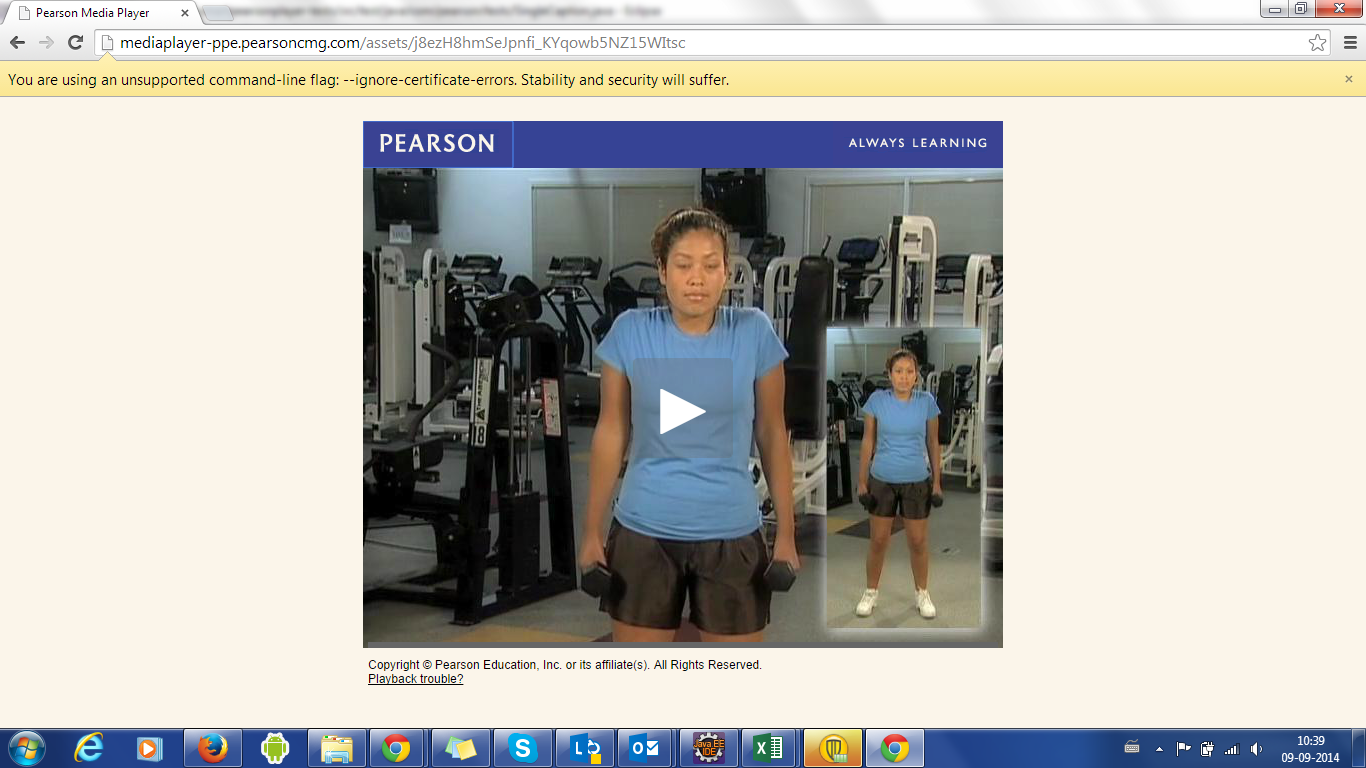 Pearson Media Player
mediaplayer-ppe.pearsoncmg.com/assets/j8ezH8hmSeJpnfi_KYqowb5NZ15WItsc
You are using an unsupported command-line flag: --ignore-certificate-errors. Stability and security will suffer.
PEARSON
ALWAYS LEARNING
18
Copyright © Pearson Education, Inc. or its affiliate(s). All Rights Reserved.
Playback trouble?
Java EE
IDE
10:39
09-09-2014